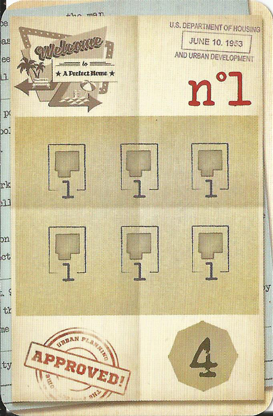 U.S. DEPARTMENT OF HOUSING
JUNE 10, 1953
AND URBAN DEVELOPMENT
Welcome
to
A Perfect Home
n°1
1 1 1
1 1 1
URBAN PLANNING
APPROVED!
4